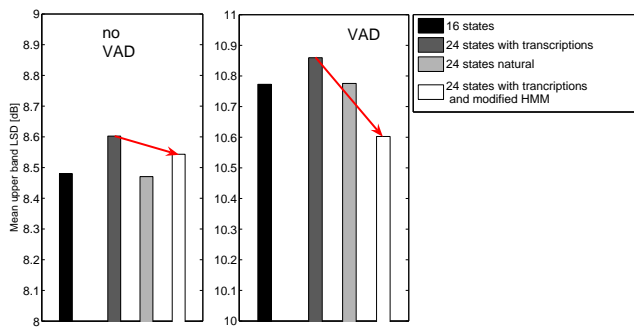 9
8.9
8.8
8.7
8.6
8.5
8.4
8.3
8.2
8.1
8
Mean upper band LSD [dB]
no
VAD
11
10.9
10.8
10.7
10.6
10.5
10.4
10.3
10.2
10.1
10
VAD
16 states
24 states with transcriptions
24 states natural
24 states with trancriptions
and modified HMM